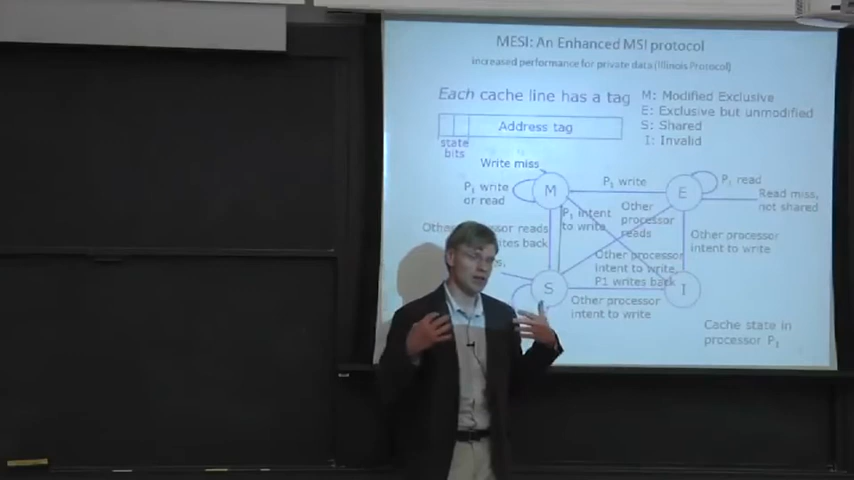 MESI: An Enhanced MSI protocol
increased performance for private data (Illinois Protocol)
Each cache line has a tag
M: Modified Exclusive
E: Exclusive but unmodified
S: Shared
I: Invalid
Address tag
state
bits
Write miss
P1 write
or read
M
P1 write
E
P1 read
Read miss,
not shared
Other
processor
reads
P1 intent
to write
reads
writes back
Other processor
intent to write
Other processor
intent to write,
P1 writes back
S
I
Other processor
intent to write
Cache state in
processor P1